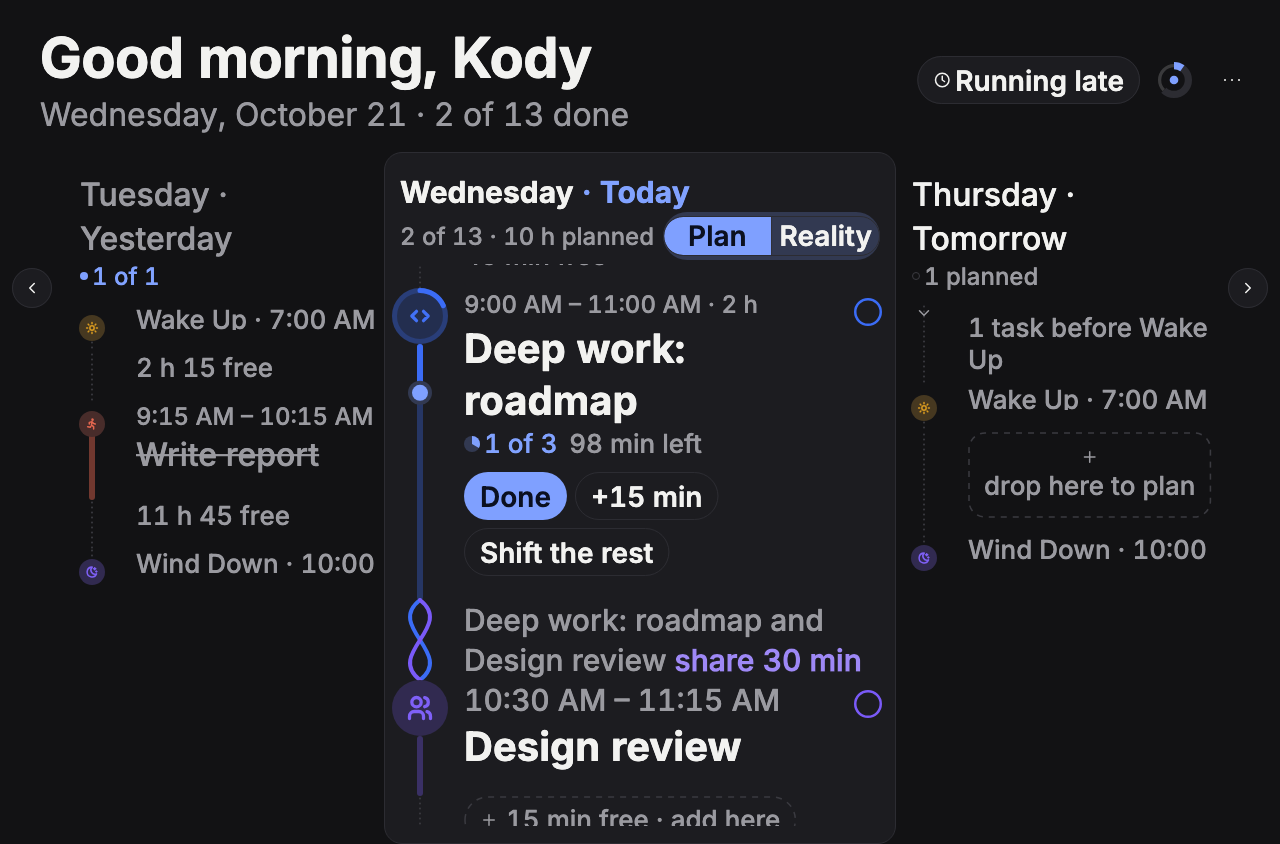 Good morning, Kody
Wednesday, October 21 · 2 of 13 done
Running late
Tuesday ·
Yesterday
1 of 1
Wake Up · 7:00 AM
2 h 15 free
9:15 AM – 10:15 AM
Write report
11 h 45 free
Wind Down · 10:00
Wednesday · Today
2 of 13 · 10 h planned
Plan
Reality
9:00 AM – 11:00 AM · 2 h
Deep work:
roadmap
1 of 3 98 min left
Done
+15 min
Shift the rest
Deep work: roadmap and
Design review share 30 min
10:30 AM – 11:15 AM
Design review
+ 15 min free · add here
Thursday ·
Tomorrow
1 planned
1 task before Wake
Up
Wake Up · 7:00 AM
+
drop here to plan
Wind Down · 10:00